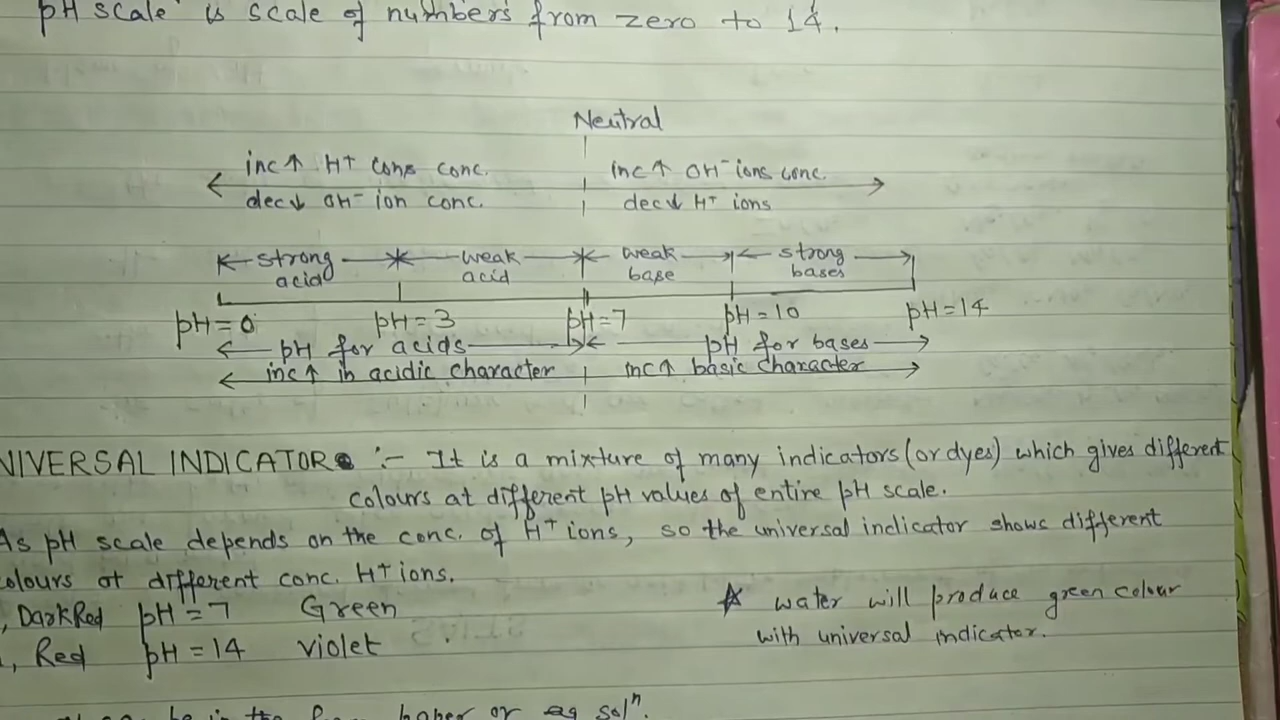 pH scale is scale of numbers from zero to 14.
Neutral
inc↑ H+ cons conc. inc↑ OH- ions conc.
dec↓ OH- ion conc. dec↓ H+ ions
strong acid weak acid weak base strong bases
pH=0 pH=3 pH=7 pH=10 pH=14
pH for acids pH for bases
inc↑ in acidic character inc↑ basic character
NIVERSAL INDICATOR :- It is a mixture of many indicators (or dyes) which gives different
colours at different pH values of entire pH scale.
As pH scale depends on the conc. of H+ ions, so the universal indicator shows different
colours at different conc. H+ ions.
, DarkRed pH=7 Green
, Red pH=14 violet
☆ water will produce green colour
with universal indicator.
or aq soln.